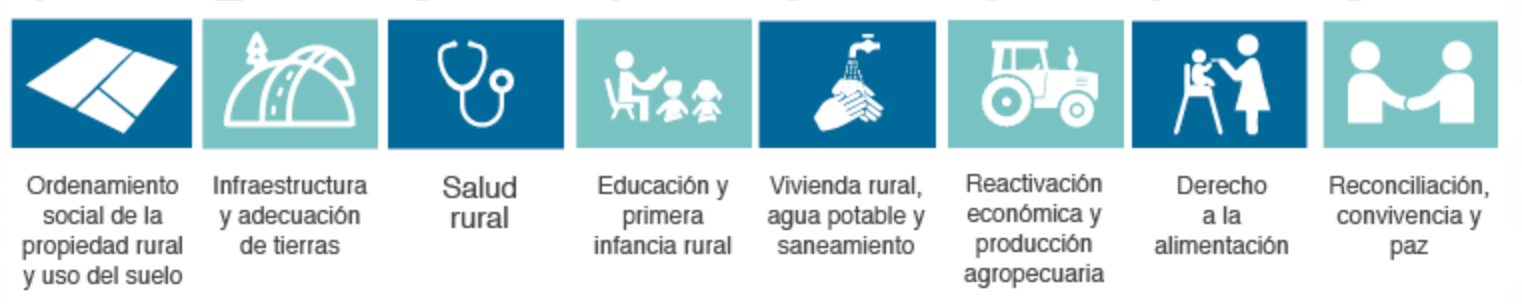 Ordenamiento
social de la
propiedad rural
y uso del suelo
Infraestructura
y adecuación
de tierras
Salud
rural
Educación y
primera
infancia rural
Vivienda rural,
agua potable y
saneamiento
Reactivación
económica y
producción
agropecuaria
Derecho
a la
alimentación
Reconciliación,
convivencia y
paz